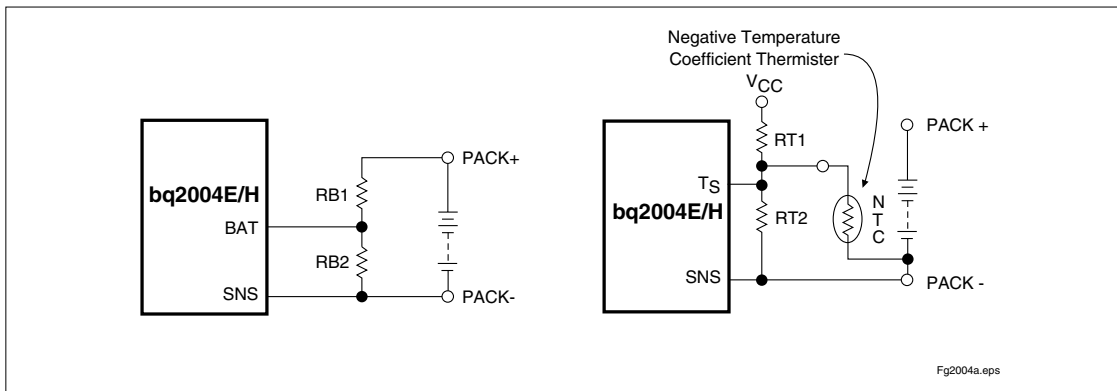 bq2004E/H
BAT
SNS
RB1
RB2
PACK+
PACK-
Negative Temperature
Coefficient Thermister
VCC
RT1
PACK +
TS
bq2004E/H
RT2
N
T
C
SNS
PACK -
Fg2004a.eps